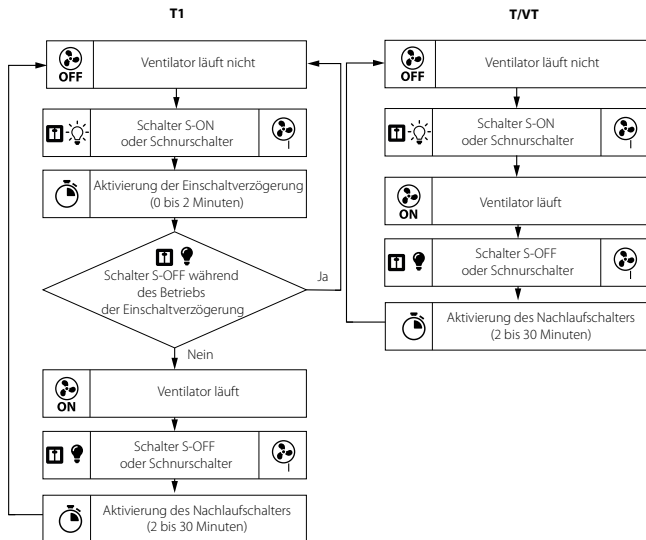 T1
OFF
Ventilator läuft nicht
Schalter S-ON
oder Schnurschalter
Aktivierung der Einschaltverzögerung
(0 bis 2 Minuten)
Schalter S-OFF während
des Betriebs
der Einschaltverzögerung
Ja
Nein
ON
Ventilator läuft
Schalter S-OFF
oder Schnurschalter
Aktivierung des Nachlaufschalters
(2 bis 30 Minuten)
T/VT
OFF
Ventilator läuft nicht
Schalter S-ON
oder Schnurschalter
ON
Ventilator läuft
Schalter S-OFF
oder Schnurschalter
Aktivierung des Nachlaufschalters
(2 bis 30 Minuten)